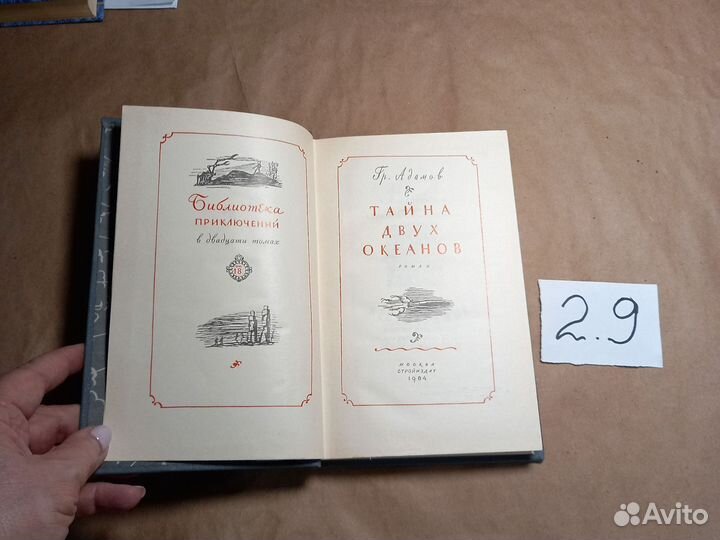 Библиотека
ПРИКЛЮЧЕНИЙ
в двадцати томах
18
Гр. Адамов
ТАЙНА
ДВУХ
ОКЕАНОВ
РОМАН
МОСКВА
СТРОЙИЗДАТ
1984
2.9
Avito